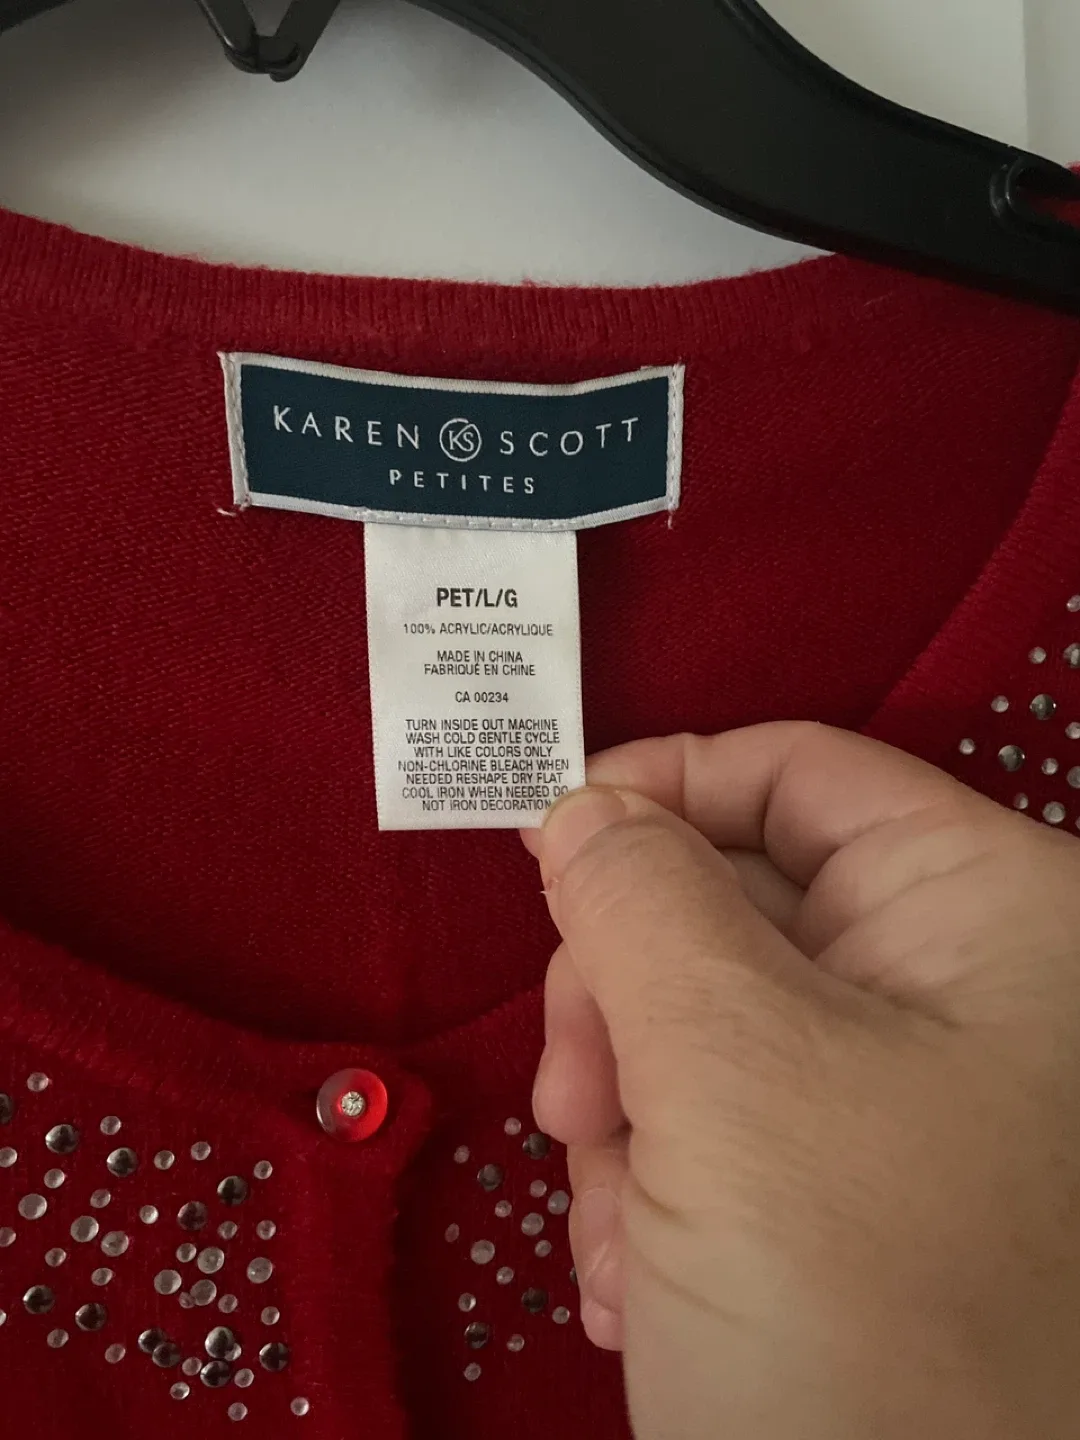 KAREN KS SCOTT
PETITES
PET/L/G
100% ACRYLIC/ACRYLIQUE
MADE IN CHINA
FABRIQUÉ EN CHINE
CA 00234
TURN INSIDE OUT MACHINE
WASH COLD GENTLE CYCLE
WITH LIKE COLORS ONLY
NON-CHLORINE BLEACH WHEN
NEEDED RESHAPE DRY FLAT
COOL IRON WHEN NEEDED DO
NOT IRON DECORATION